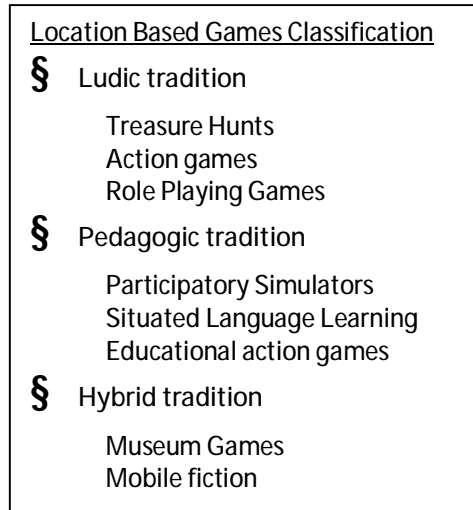 Location Based Games Classification
§ Ludic tradition
Treasure Hunts
Action games
Role Playing Games
§ Pedagogic tradition
Participatory Simulators
Situated Language Learning
Educational action games
§ Hybrid tradition
Museum Games
Mobile fiction